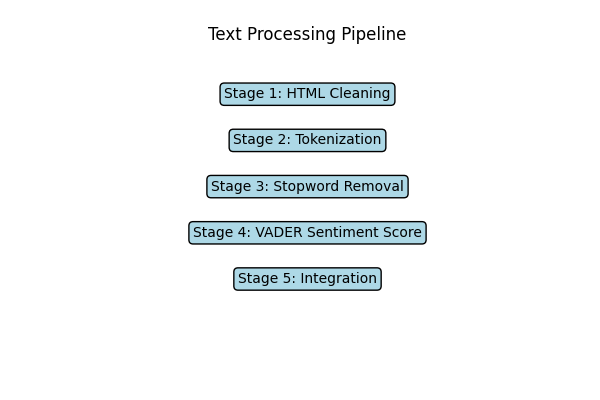 Text Processing Pipeline
Stage 1: HTML Cleaning
Stage 2: Tokenization
Stage 3: Stopword Removal
Stage 4: VADER Sentiment Score
Stage 5: Integration